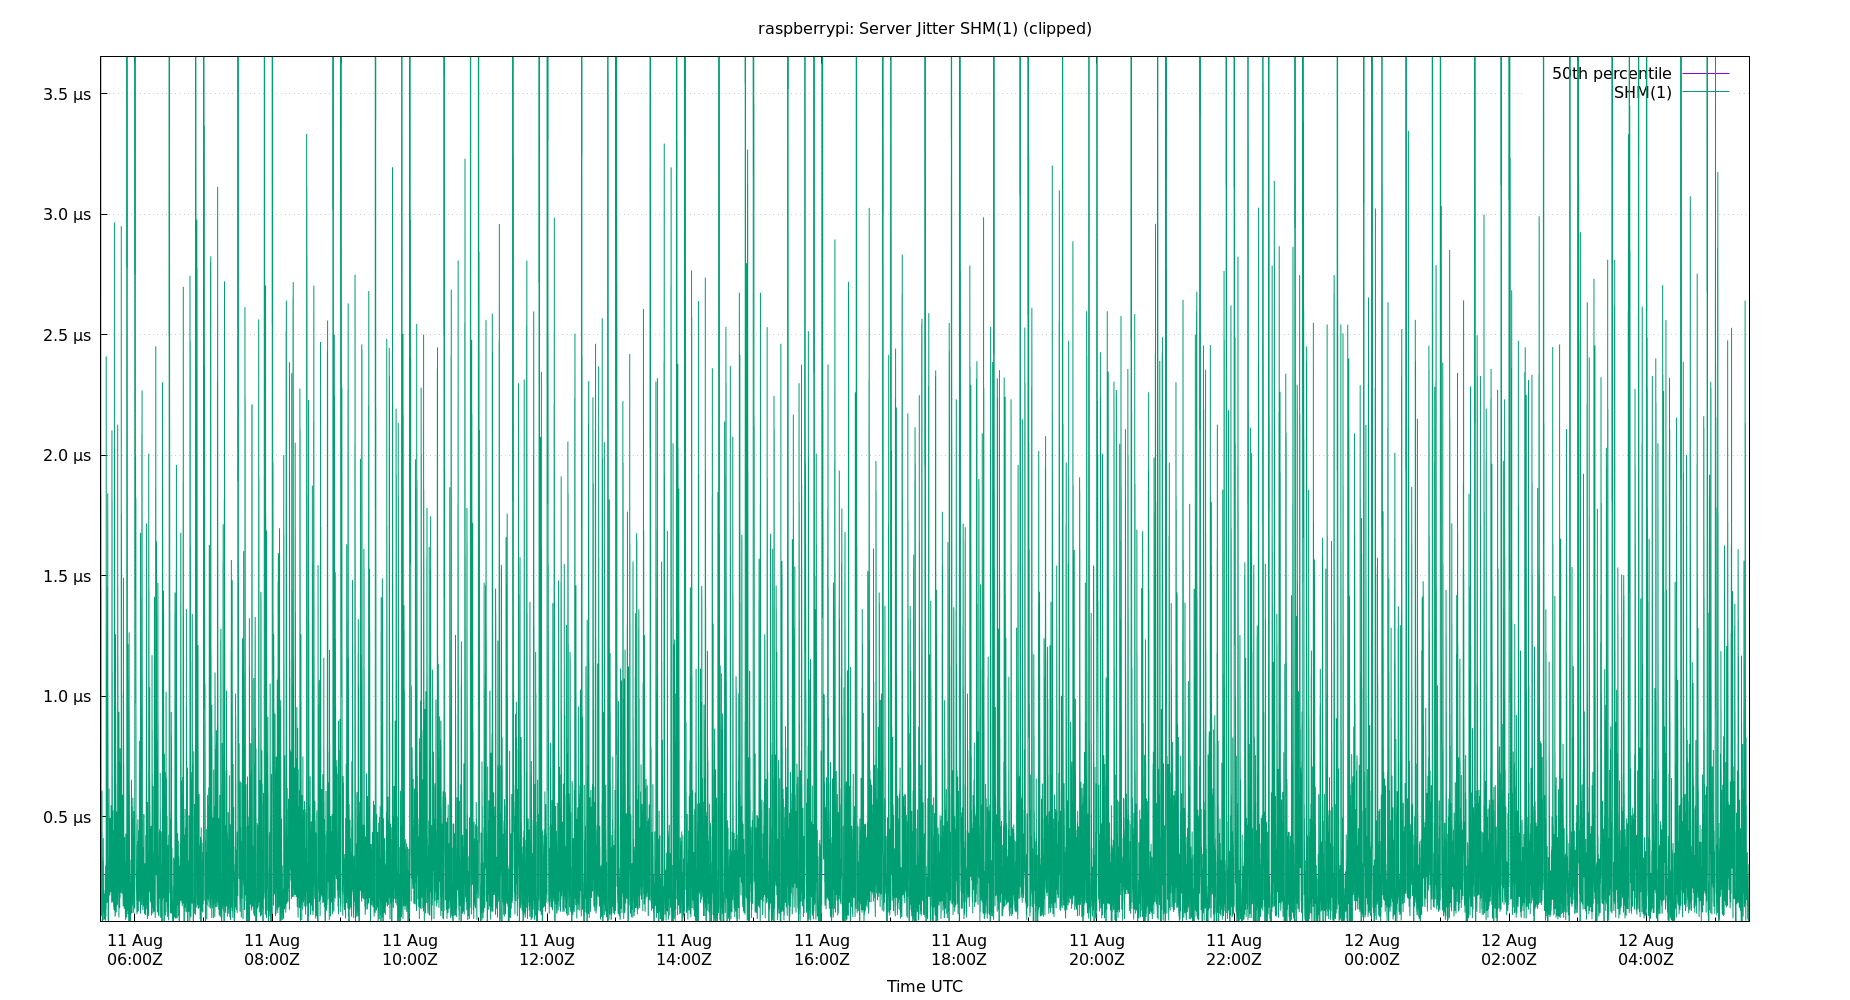 raspberrypi: Server Jitter SHM(1) (clipped)
50th percentile
SHM(1)
3.5 μs
3.0 μs
2.5 μs
2.0 μs
1.5 μs
1.0 μs
0.5 μs
11 Aug 11 Aug 11 Aug 11 Aug 11 Aug 11 Aug 11 Aug 11 Aug 11 Aug 12 Aug 12 Aug 12 Aug
06:00Z 08:00Z 10:00Z 12:00Z 14:00Z 16:00Z 18:00Z 20:00Z 22:00Z 00:00Z 02:00Z 04:00Z
Time UTC